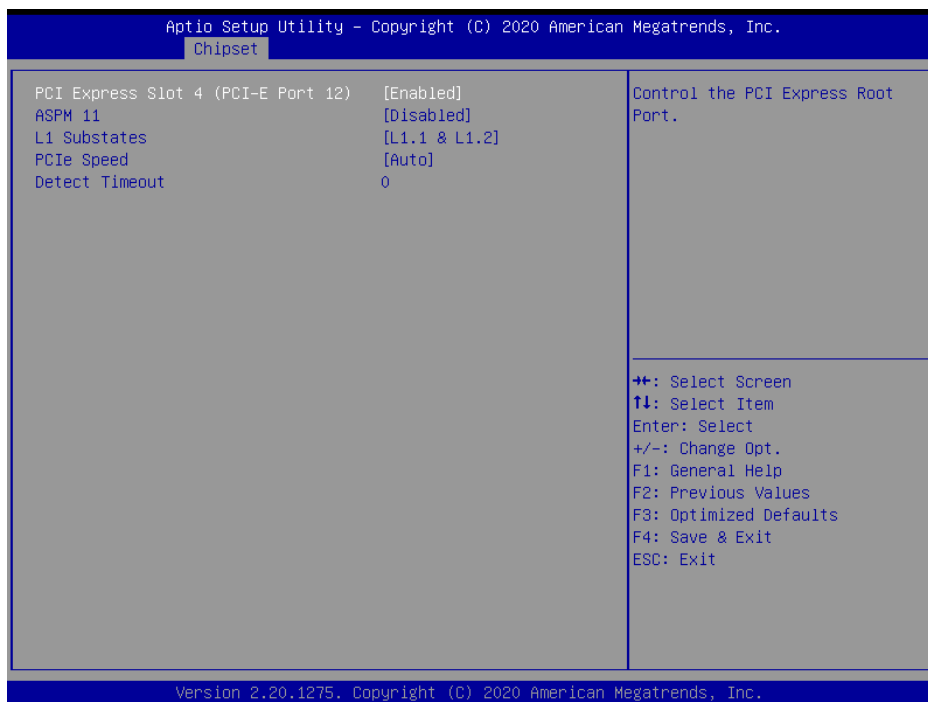 Aptio Setup Utility – Copyright (C) 2020 American Megatrends, Inc.
Chipset
PCI Express Slot 4 (PCI-E Port 12) [Enabled]
ASPM 11 [Disabled]
L1 Substates [L1.1 & L1.2]
PCIe Speed [Auto]
Detect Timeout 0
Control the PCI Express Root
Port.
→←: Select Screen
↑↓: Select Item
Enter: Select
+/-: Change Opt.
F1: General Help
F2: Previous Values
F3: Optimized Defaults
F4: Save & Exit
ESC: Exit
Version 2.20.1275. Copyright (C) 2020 American Megatrends, Inc.